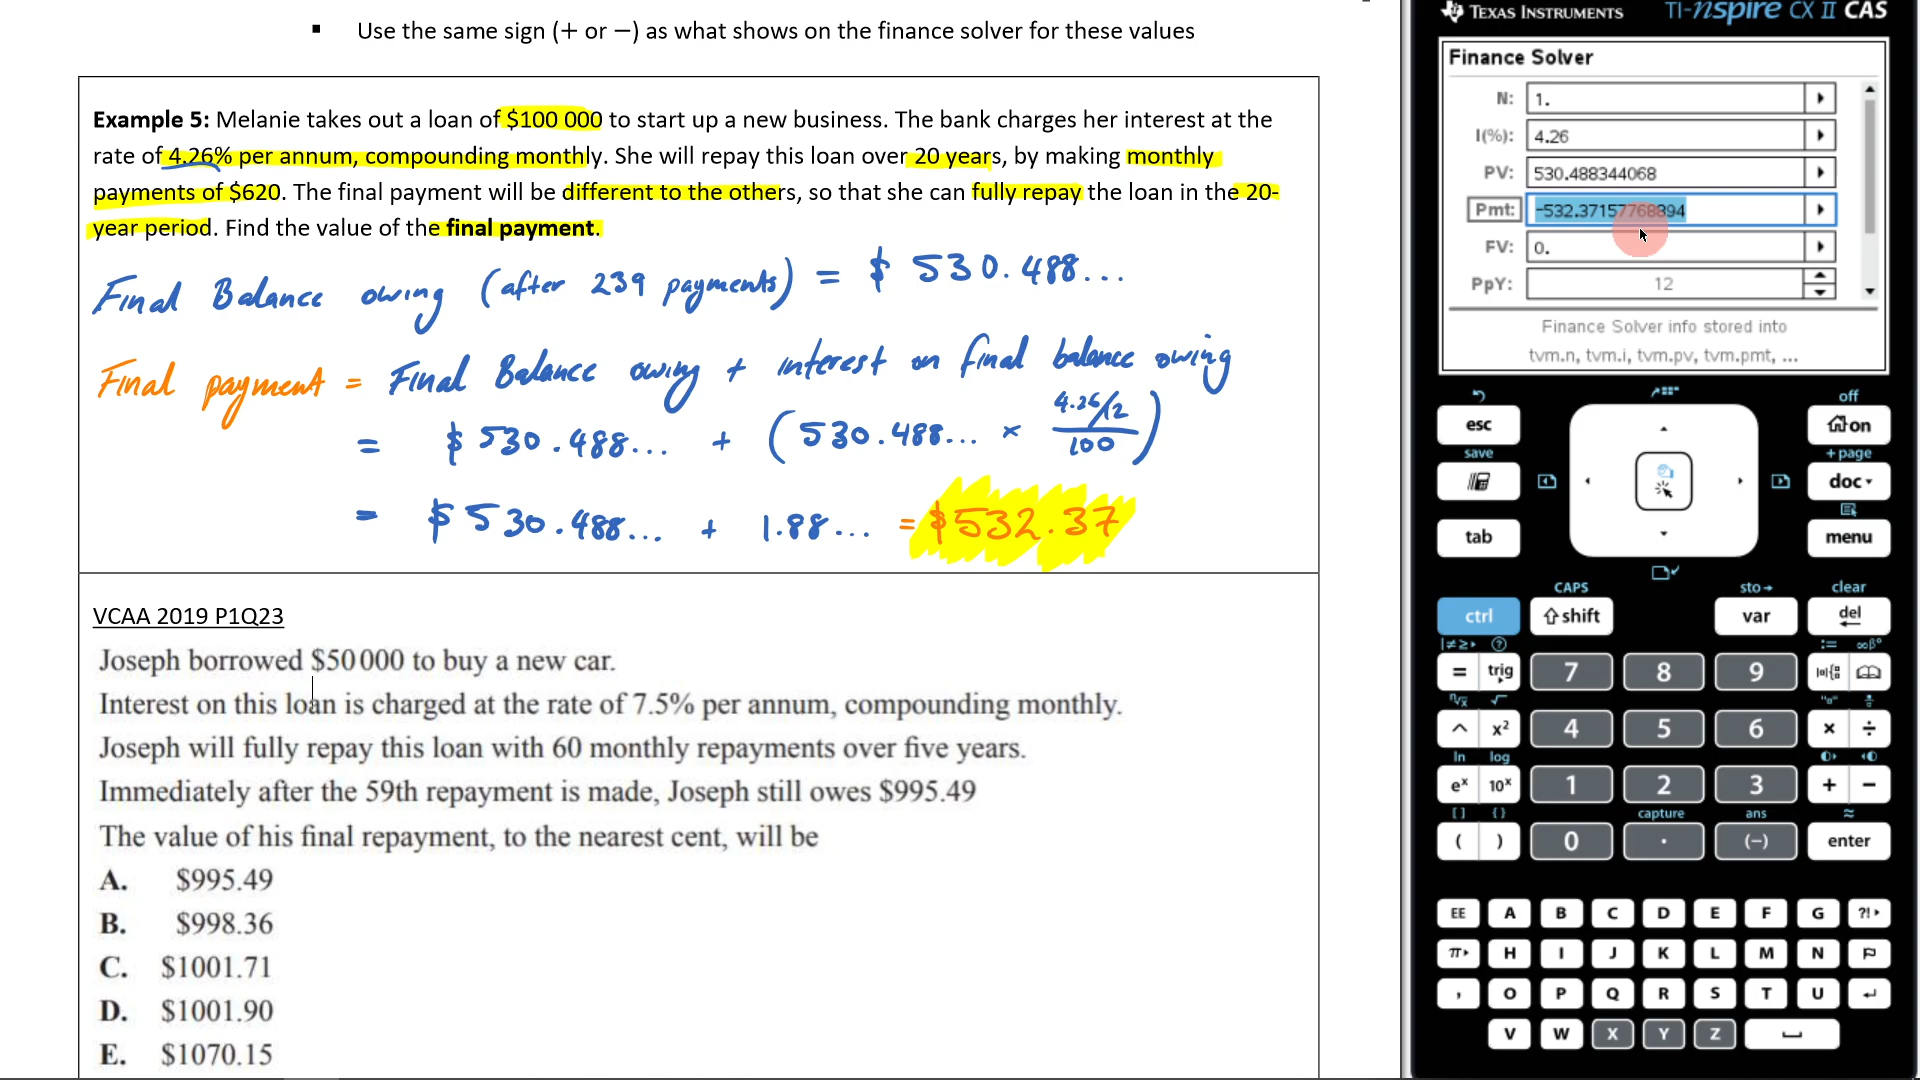 ▪ Use the same sign (+ or −) as what shows on the finance solver for these values
Example 5: Melanie takes out a loan of $100 000 to start up a new business. The bank charges her interest at the
rate of 4.26% per annum, compounding monthly. She will repay this loan over 20 years, by making monthly
payments of $620. The final payment will be different to the others, so that she can fully repay the loan in the 20-
year period. Find the value of the final payment.
Final Balance owing (after 239 payments) = $ 530.488...
Final payment = Final Balance owing + interest on final balance owing
= $ 530.488... + (530.488... × 4.26/12 / 100)
= $ 530.488... + 1.88... = $532.37
VCAA 2019 P1Q23
Joseph borrowed $50 000 to buy a new car.
Interest on this loan is charged at the rate of 7.5% per annum, compounding monthly.
Joseph will fully repay this loan with 60 monthly repayments over five years.
Immediately after the 59th repayment is made, Joseph still owes $995.49
The value of his final repayment, to the nearest cent, will be
A. $995.49
B. $998.36
C. $1001.71
D. $1001.90
E. $1070.15
TEXAS INSTRUMENTS TI-nspire CX II CAS
Finance Solver
N: 1.
I(%): 4.26
PV: 530.488344068
Pmt: -532.37157768894
FV: 0.
PpY: 12
Finance Solver info stored into
tvm.n, tvm.i, tvm.pv, tvm.pmt, ...
off
esc on
save +page
doc
tab menu
CAPS sto→ clear
ctrl shift var del
= trig 7 8 9
^ x² 4 5 6 × ÷
ln log
eˣ 10ˣ 1 2 3 + −
[] {} capture ans ≈
( ) 0 . (−) enter
EE A B C D E F G ?!
π H I J K L M N
, O P Q R S T U
V W X Y Z